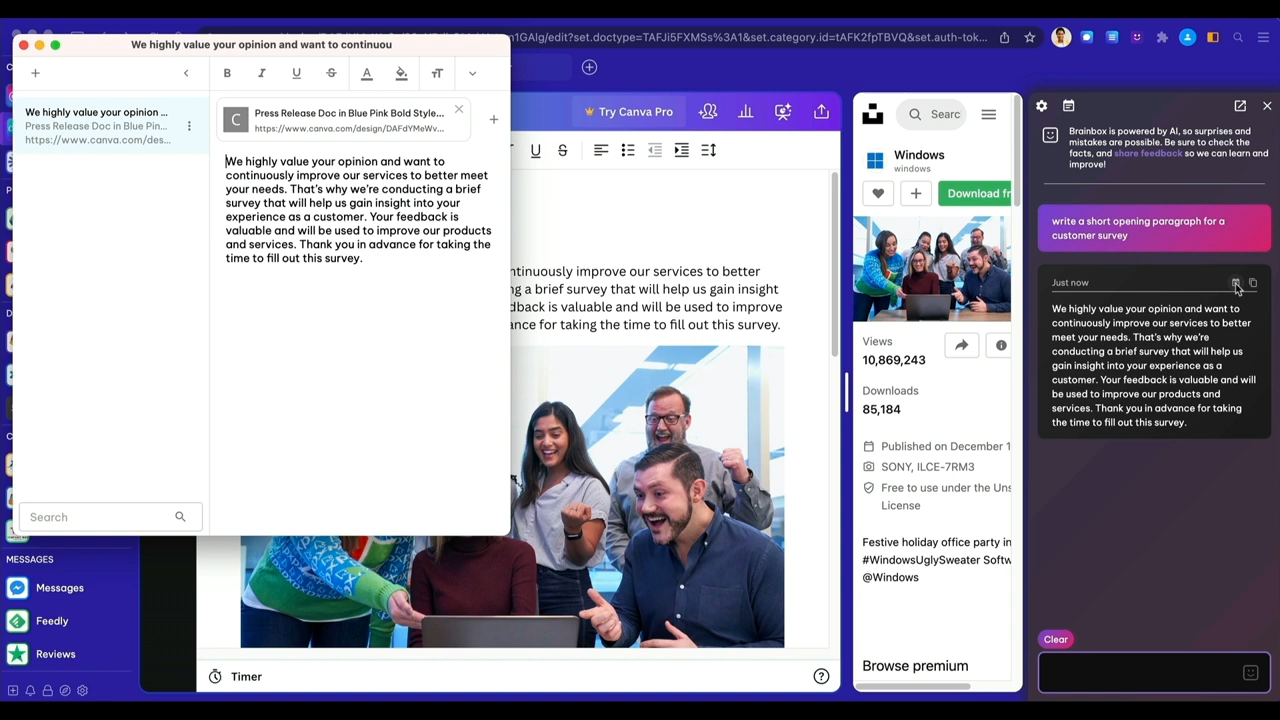 We highly value your opinion and want to continuou
We highly value your opinion ...
Press Release Doc in Blue Pin...
https://www.canva.com/des...
Search
B I U S A
Press Release Doc in Blue Pink Bold Style...
https://www.canva.com/design/DAFdYMeWv...
We highly value your opinion and want to
continuously improve our services to better meet
your needs. That's why we're conducting a brief
survey that will help us gain insight into your
experience as a customer. Your feedback is
valuable and will be used to improve our products
and services. Thank you in advance for taking the
time to fill out this survey.
MESSAGES
Messages
Feedly
Reviews
1GAlg/edit?set.doctype=TAFJi5FXMSs%3A1&set.category.id=tAFK2fpTBVQ&set.auth-tok...
Try Canva Pro
U S
ntinuously improve our services to better
ng a brief survey that will help us gain insight
dback is valuable and will be used to improve
ance for taking the time to fill out this survey.
Timer
Searc
Windows
windows
Download fr
Views
10,869,243
Downloads
85,184
Published on December 1
SONY, ILCE-7RM3
Free to use under the Uns
License
Festive holiday office party in
#WindowsUglySweater Softw
@Windows
Browse premium
Brainbox is powered by AI, so surprises and
mistakes are possible. Be sure to check the
facts, and share feedback so we can learn and
improve!
write a short opening paragraph for a
customer survey
Just now
We highly value your opinion and want to
continuously improve our services to better
meet your needs. That's why we're
conducting a brief survey that will help us
gain insight into your experience as a
customer. Your feedback is valuable and will
be used to improve our products and
services. Thank you in advance for taking
the time to fill out this survey.
Clear